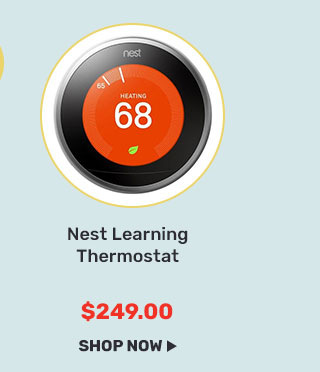 nest
65
HEATING
68
Nest Learning
Thermostat
$249.00
SHOP NOW ▶